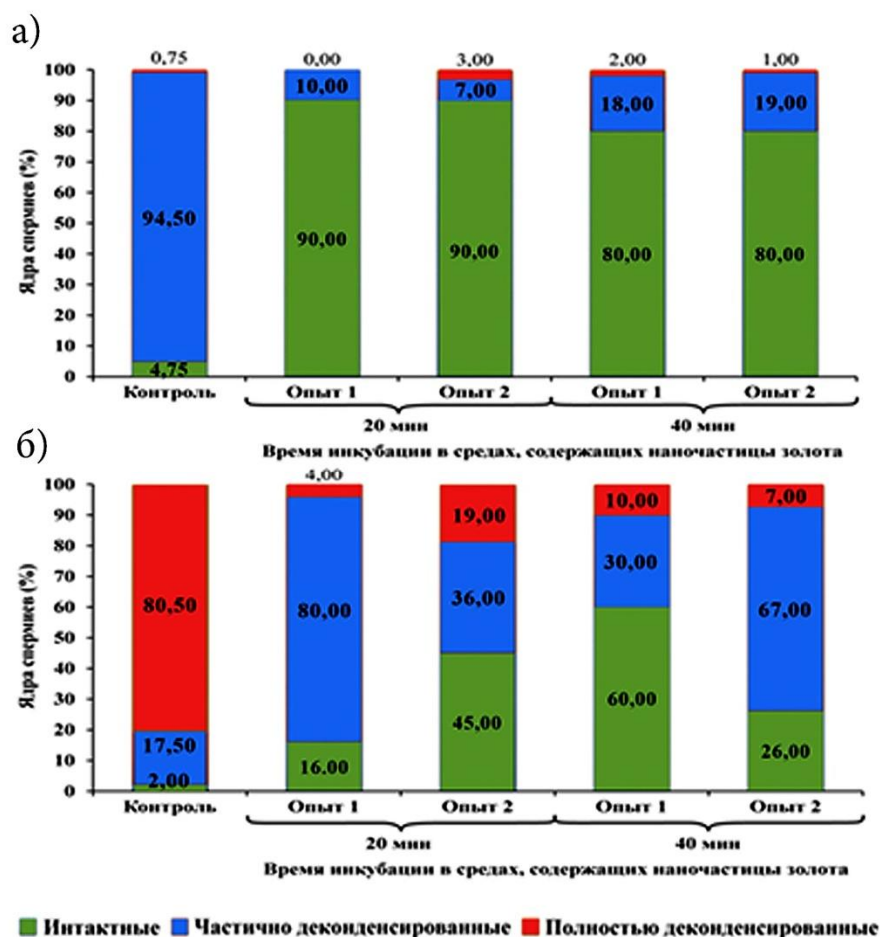 а)
0,75 0,00 3,00 2,00 1,00
100
90 10,00 7,00 18,00 19,00
80
70
60
50 94,50
40 90,00 90,00 80,00 80,00
30
20
10
0 4,75
Ядра спермиев (%)
Контроль Опыт 1 Опыт 2 Опыт 1 Опыт 2
20 мин 40 мин
Время инкубации в средах, содержащих наночастицы золота
б)
4,00
100
90 19,00 10,00 7,00
80
70
60 80,50 80,00 36,00 30,00
50 67,00
40
30 60,00
20 45,00
10 17,50 16.00 26,00
0 2,00
Ядра спермиев (%)
Контроль Опыт 1 Опыт 2 Опыт 1 Опыт 2
20 мин 40 мин
Время инкубации в средах, содержащих наночастицы золота
Интактные Частично деконденсированные Полностью деконденсированные